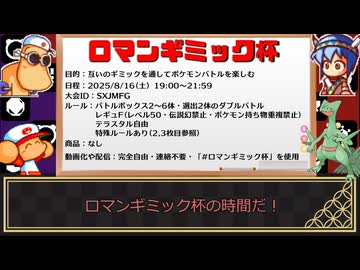 ロマンギミック杯
目的：互いのギミックを通してポケモンバトルを楽しむ
日程：2025/8/16(土) 19:00～21:59
大会ID：SXJMFG
ルール：バトルボックス2～6体・選出2体のダブルバトル
レギュF(レベル50・伝説幻禁止・ポケモン持ち物重複禁止)
テラスタル自由
特殊ルールあり(2,3枚目参照)
商品：なし
動画化や配信：完全自由・連絡不要・「#ロマンギミック杯」を使用
ロマンギミック杯の時間だ！